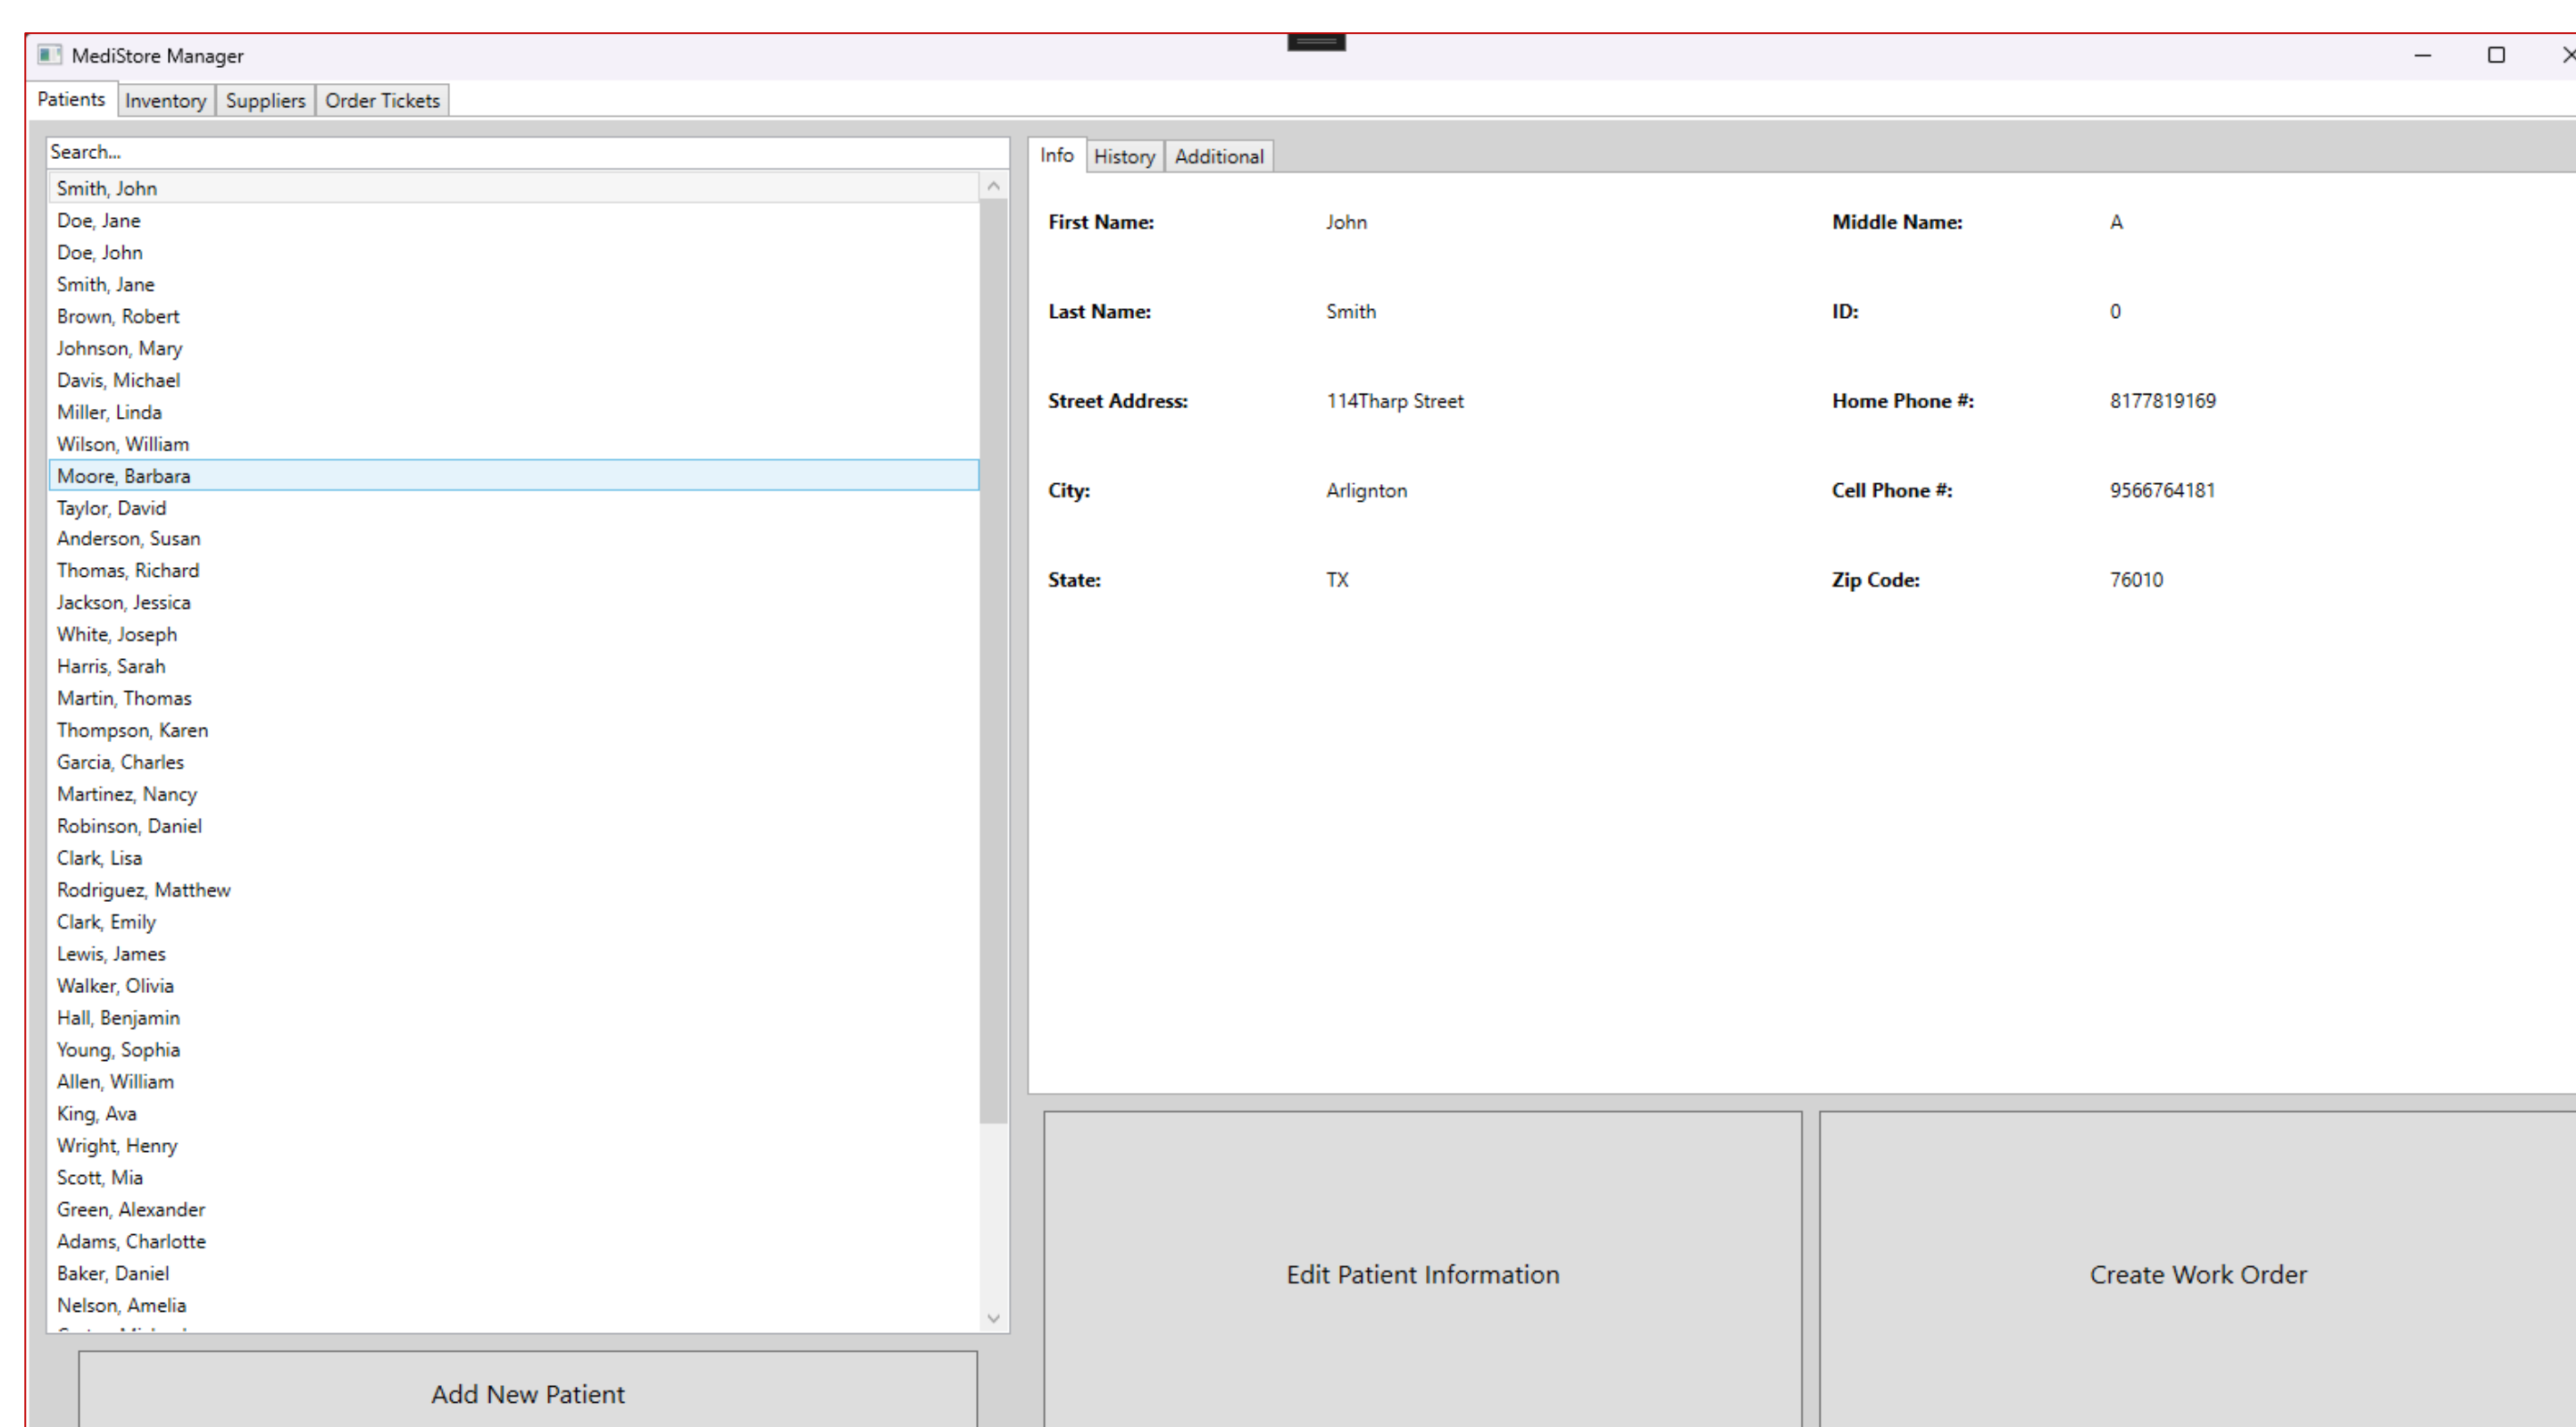 MediStore Manager
Patients Inventory Suppliers Order Tickets
Search...
Smith, John
Doe, Jane
Doe, John
Smith, Jane
Brown, Robert
Johnson, Mary
Davis, Michael
Miller, Linda
Wilson, William
Moore, Barbara
Taylor, David
Anderson, Susan
Thomas, Richard
Jackson, Jessica
White, Joseph
Harris, Sarah
Martin, Thomas
Thompson, Karen
Garcia, Charles
Martinez, Nancy
Robinson, Daniel
Clark, Lisa
Rodriguez, Matthew
Clark, Emily
Lewis, James
Walker, Olivia
Hall, Benjamin
Young, Sophia
Allen, William
King, Ava
Wright, Henry
Scott, Mia
Green, Alexander
Adams, Charlotte
Baker, Daniel
Nelson, Amelia
Add New Patient
Info History Additional
First Name: John Middle Name: A
Last Name: Smith ID: 0
Street Address: 114Tharp Street Home Phone #: 8177819169
City: Arlignton Cell Phone #: 9566764181
State: TX Zip Code: 76010
Edit Patient Information Create Work Order